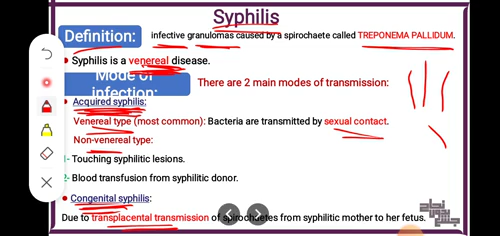 Syphilis
Definition: infective granulomas caused by a spirochaete called TREPONEMA PALLIDUM.
Syphilis is a venereal disease.
Mode of infection:
There are 2 main modes of transmission:
Acquired syphilis:
Venereal type (most common): Bacteria are transmitted by sexual contact.
Non-venereal type:
1- Touching syphilitic lesions.
2- Blood transfusion from syphilitic donor.
Congenital syphilis:
Due to transplacental transmission of spirochaetes from syphilitic mother to her fetus.